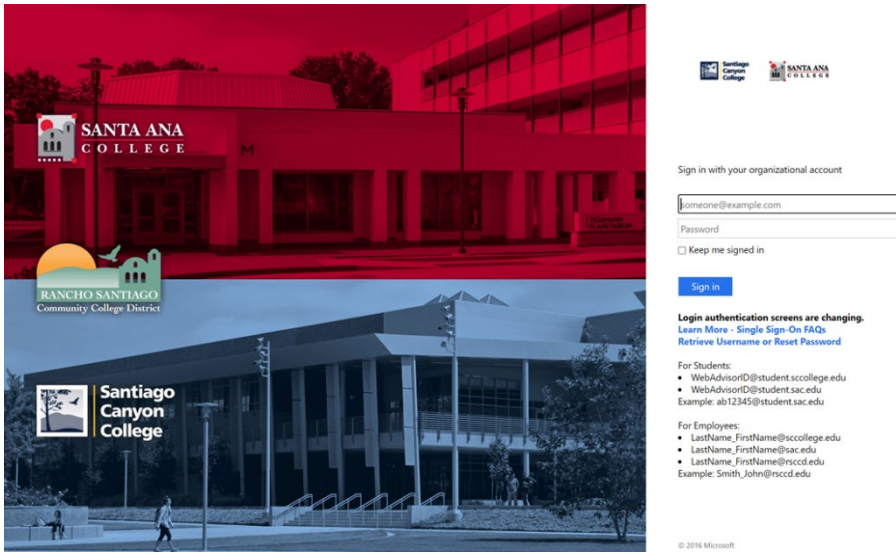 SANTA ANA
COLLEGE
M
RANCHO SANTIAGO
Community College District
Santiago
Canyon
College
Santiago
Canyon
College
SANTA ANA
COLLEGE
Sign in with your organizational account
someone@example.com
Password
Keep me signed in
Sign in
Login authentication screens are changing.
Learn More - Single Sign-On FAQs
Retrieve Username or Reset Password
For Students:
• WebAdvisorID@student.sccollege.edu
• WebAdvisorID@student.sac.edu
Example: ab12345@student.sac.edu
For Employees:
• LastName_FirstName@sccollege.edu
• LastName_FirstName@sac.edu
• LastName_FirstName@rsccd.edu
Example: Smith_John@rsccd.edu
© 2016 Microsoft